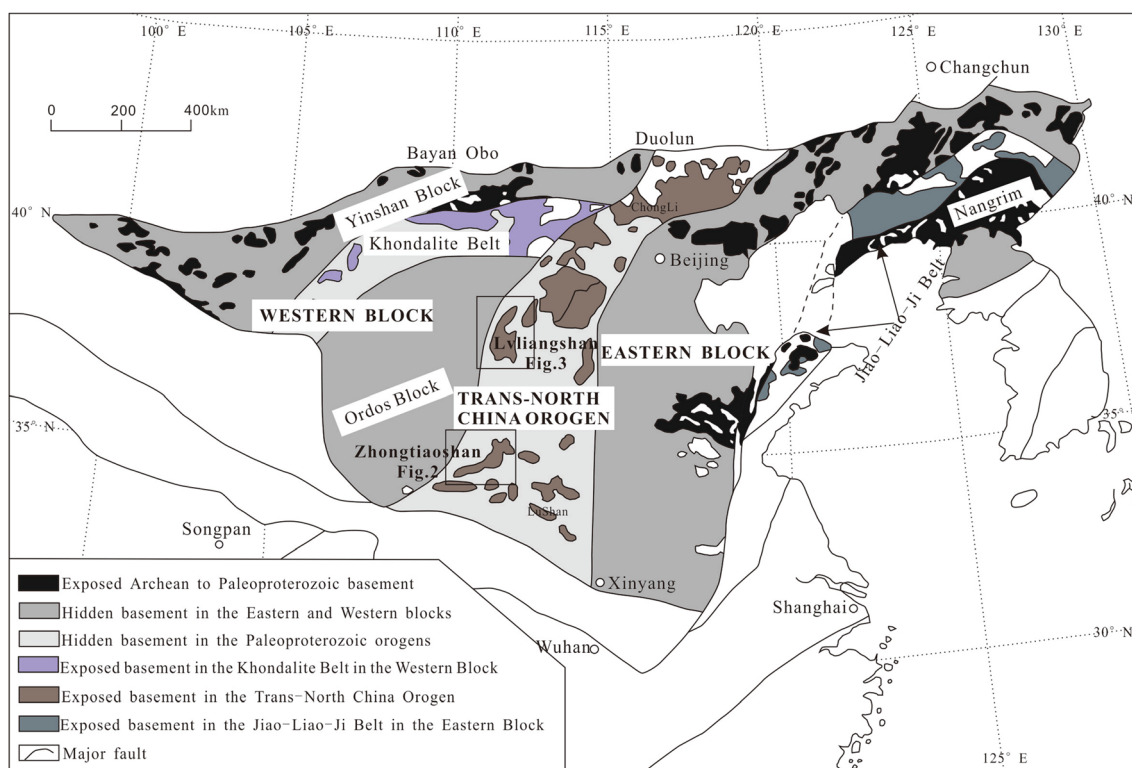 100° E
105° E
110° E
115° E
120° E
125° E
130° E
Changchun
0 200 400km
Duolun
Bayan Obo
Yinshan Block
Nangrim
40° N
ChongLi
40° N
Khondalite Belt
Beijing
Jiao-Liao-Ji Belt
WESTERN BLOCK
Lvliangshan
Fig.3
EASTERN BLOCK
Ordos Block
TRANS-NORTH
CHINA OROGEN
35° N
35° N
Zhongtiaoshan
Fig.2
LuShan
Songpan
Xinyang
Shanghai
Wuhan
30° N
125° E
Exposed Archean to Paleoproterozoic basement
Hidden basement in the Eastern and Western blocks
Hidden basement in the Paleoproterozoic orogens
Exposed basement in the Khondalite Belt in the Western Block
Exposed basement in the Trans-North China Orogen
Exposed basement in the Jiao-Liao-Ji Belt in the Eastern Block
Major fault